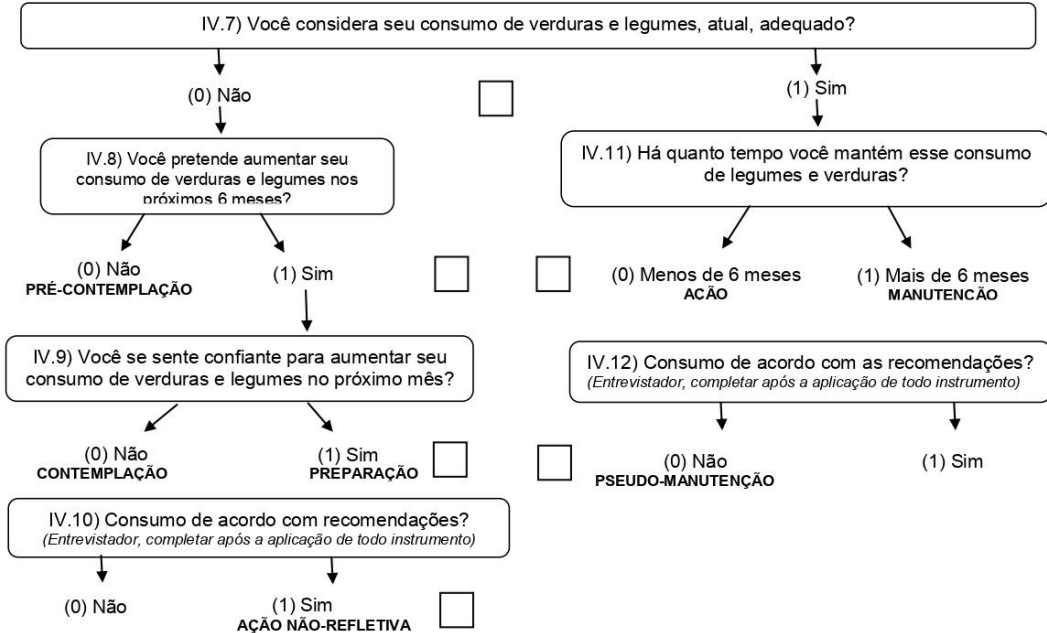 IV.7) Você considera seu consumo de verduras e legumes, atual, adequado?
(0) Não
(1) Sim
IV.8) Você pretende aumentar seu
consumo de verduras e legumes nos
próximos 6 meses?
IV.11) Há quanto tempo você mantém esse consumo
de legumes e verduras?
(0) Não
PRÉ-CONTEMPLAÇÃO
(1) Sim
(0) Menos de 6 meses
ACÃO
(1) Mais de 6 meses
MANUTENCÃO
IV.9) Você se sente confiante para aumentar seu
consumo de verduras e legumes no próximo mês?
IV.12) Consumo de acordo com as recomendações?
(Entrevistador, completar após a aplicação de todo instrumento)
(0) Não
CONTEMPLAÇÃO
(1) Sim
PREPARAÇÃO
(0) Não
PSEUDO-MANUTENÇÃO
(1) Sim
IV.10) Consumo de acordo com recomendações?
(Entrevistador, completar após a aplicação de todo instrumento)
(0) Não
(1) Sim
AÇÃO NÃO-REFLETIVA